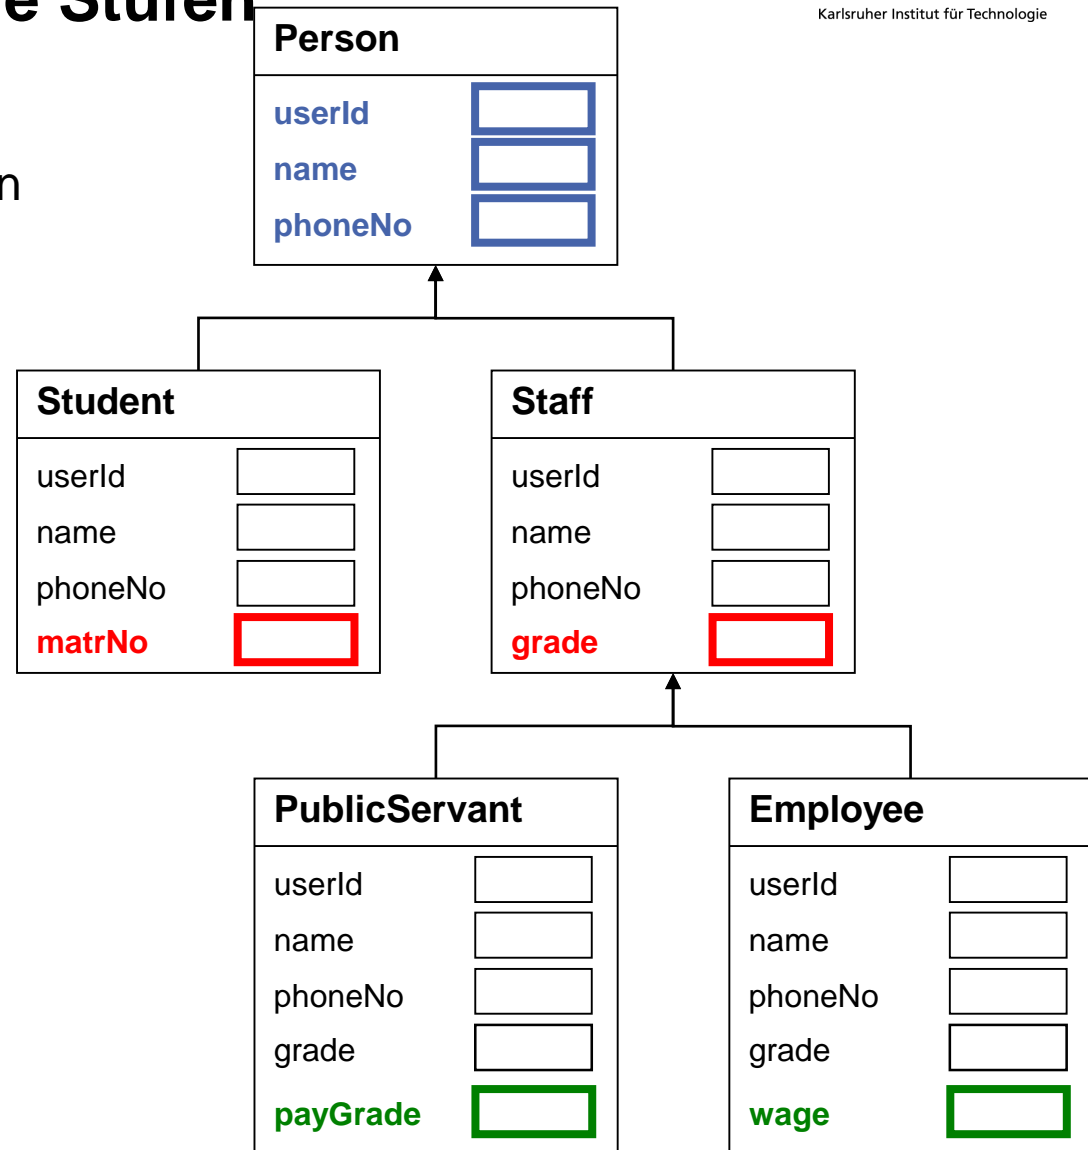 e Stufen
Karlsruher Institut für Technologie
n
Person
userId
name
phoneNo
Student
userId
name
phoneNo
matrNo
Staff
userId
name
phoneNo
grade
PublicServant
userId
name
phoneNo
grade
payGrade
Employee
userId
name
phoneNo
grade
wage